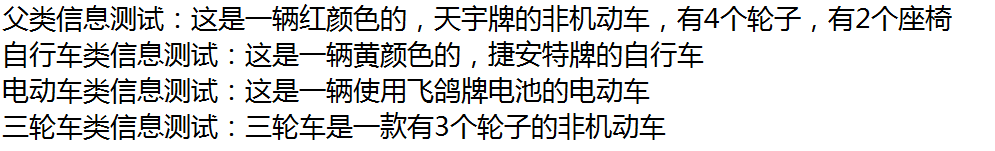 父类信息测试：这是一辆红颜色的，天宇牌的非机动车，有4个轮子，有2个座椅
自行车类信息测试：这是一辆黄颜色的，捷安特牌的自行车
电动车类信息测试：这是一辆使用飞鸽牌电池的电动车
三轮车类信息测试：三轮车是一款有3个轮子的非机动车